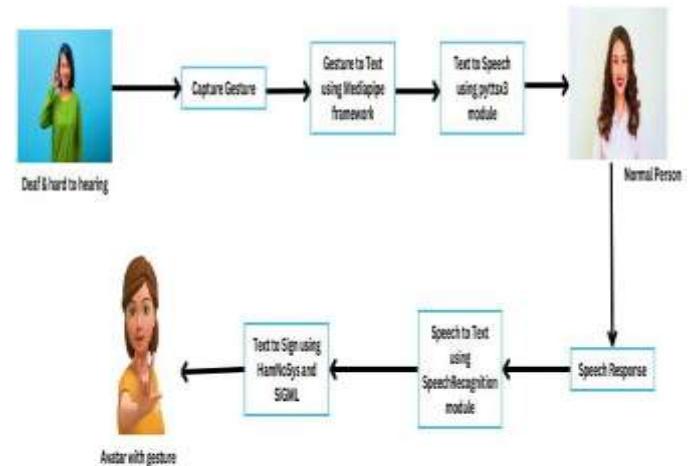 Capture Gesture
Gesture to Text
using Mediapipe
framework
Text to Speech
using pyttsx3
module
Deaf & hard to hearing
Normal Person
Speech Response
Speech to Text
using
SpeechRecognition
module
Text to Sign using
HamNoSys and
SiGML
Avatar with gesture